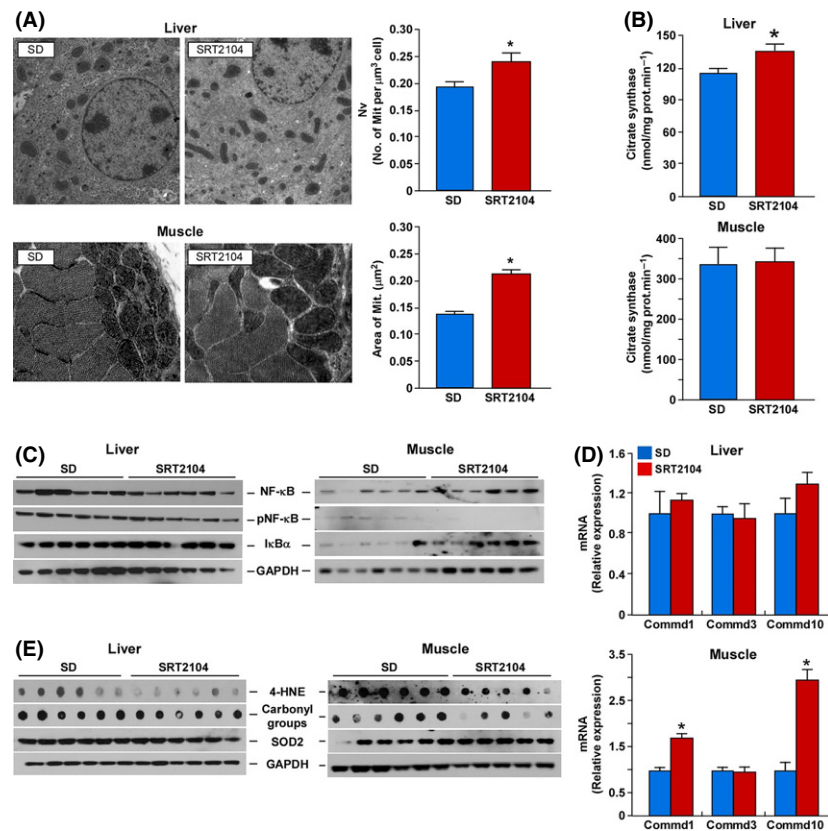 (A)
Liver
SD
SRT2104
Nv
(No. of Mit per μm³ cell)
0.30
0.25
0.20
0.15
0.10
0.05
0.00
*
SD SRT2104
Muscle
SD
SRT2104
Area of Mit. (μm²)
0.30
0.25
0.20
0.15
0.10
0.05
0.00
*
SD SRT2104
(B)
Liver
Citrate synthase
(nmol/mg prot.min⁻¹)
180
150
120
90
60
30
0
*
SD SRT2104
Muscle
Citrate synthase
(nmol/mg prot.min⁻¹)
400
300
200
100
0
SD SRT2104
(C)
Liver
SD SRT2104
Muscle
SD SRT2104
NF-κB
pNF-κB
IκBα
GAPDH
(D)
SD
SRT2104
Liver
mRNA
(Relative expression)
1.6
1.2
0.8
0.4
0
Commd1 Commd3 Commd10
Muscle
mRNA
(Relative expression)
3.5
2.5
1.5
0.5
0
*
*
Commd1 Commd3 Commd10
(E)
Liver
SD SRT2104
Muscle
SD SRT2104
4-HNE
Carbonyl
groups
SOD2
GAPDH